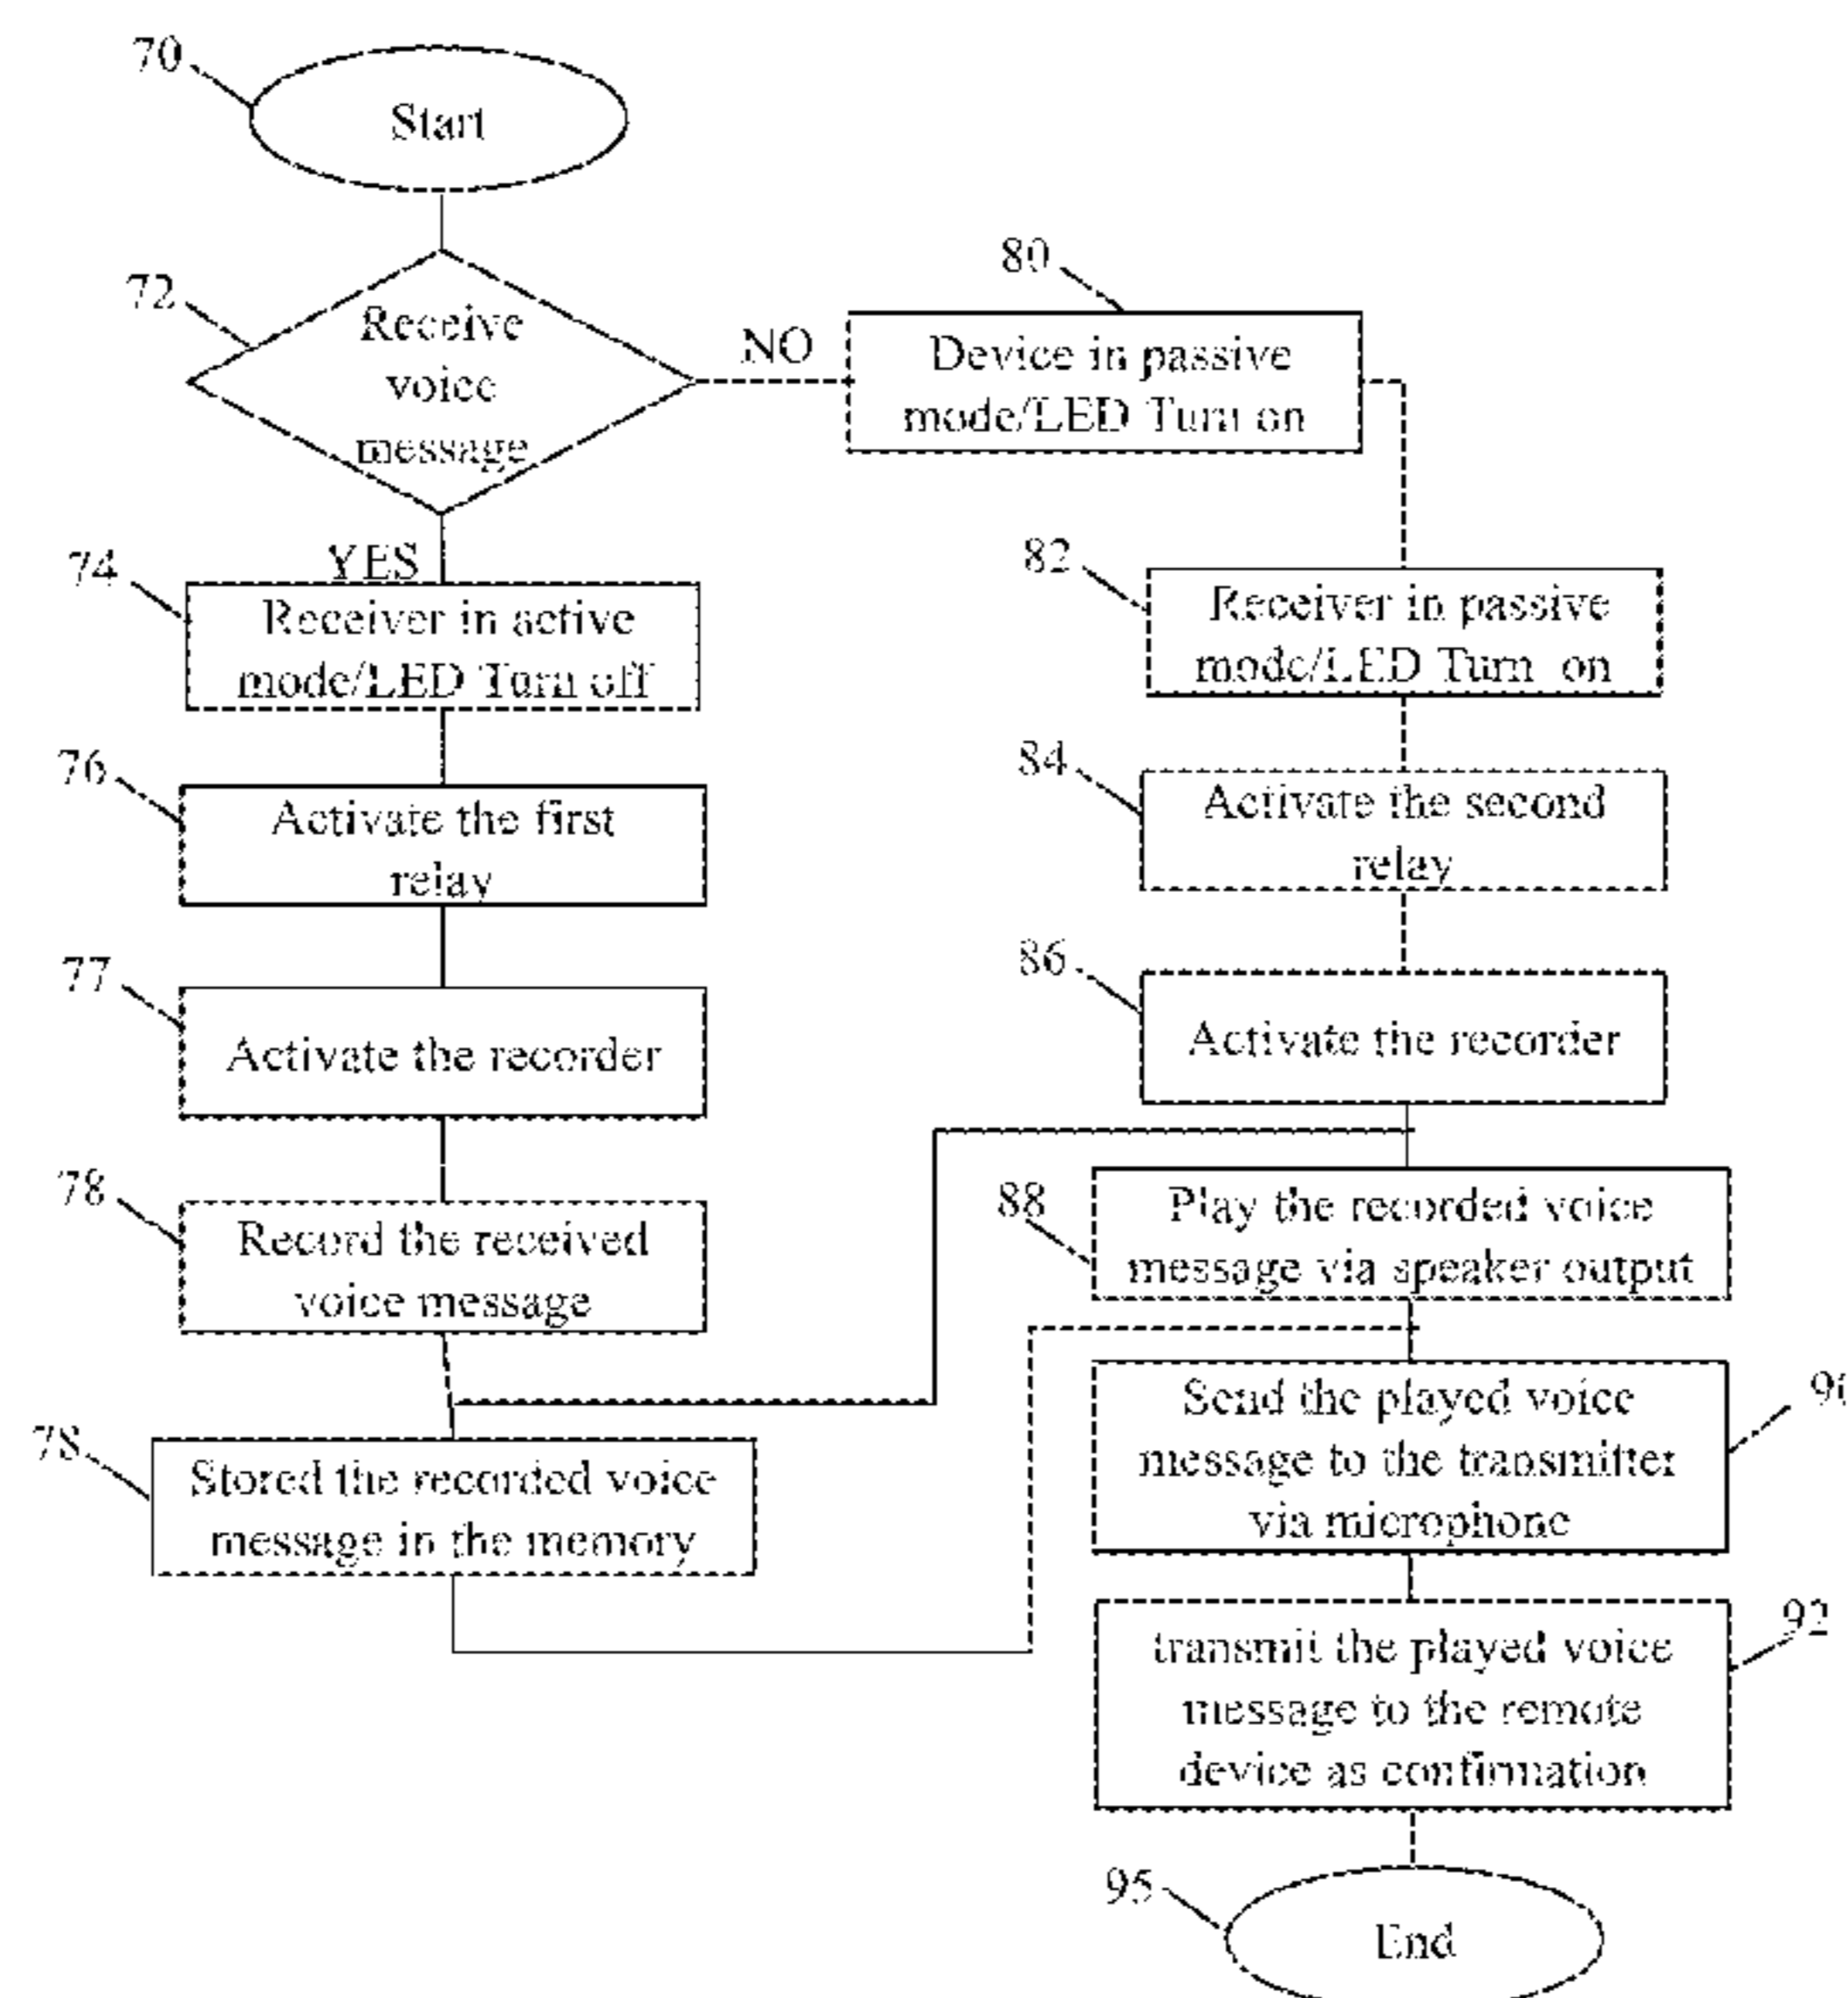 70
Start
72
Receive
voice
message
NO
80
Device in passive
mode/LED Turn on
YES
74
Receiver in active
mode/LED Turn off
76
Activate the first
relay
77
Activate the recorder
78
Record the received
voice message
78
Stored the recorded voice
message in the memory
82
Receiver in passive
mode/LED Turn on
84
Activate the second
relay
86
Activate the recorder
88
Play the recorded voice
message via speaker output
Send the played voice
message to the transmitter
via microphone
92
transmit the played voice
message to the remote
device as confirmation
95
End